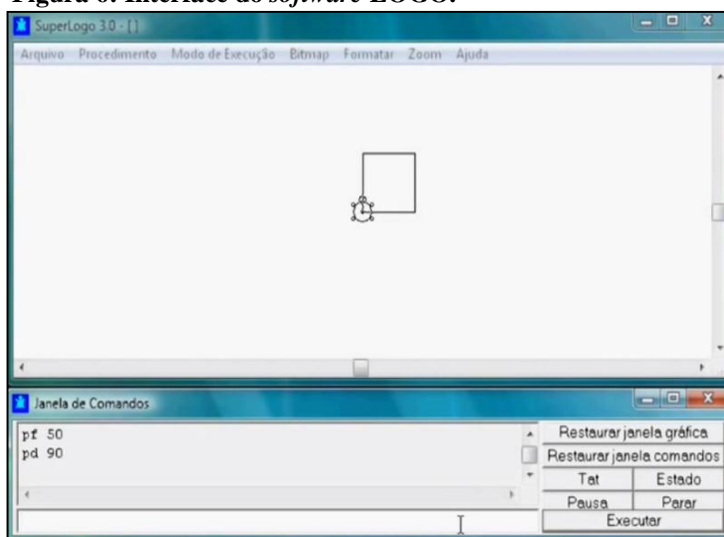 Figura 6: Interface do software LOGO.
SuperLogo 3.0 - [ ]
Arquivo Procedimento Modo de Execução Bitmap Formatar Zoom Ajuda
Janela de Comandos
pf 50
pd 90
Restaurar janela gráfica
Restaurar janela comandos
Tat Estado
Pausa Parar
Executar